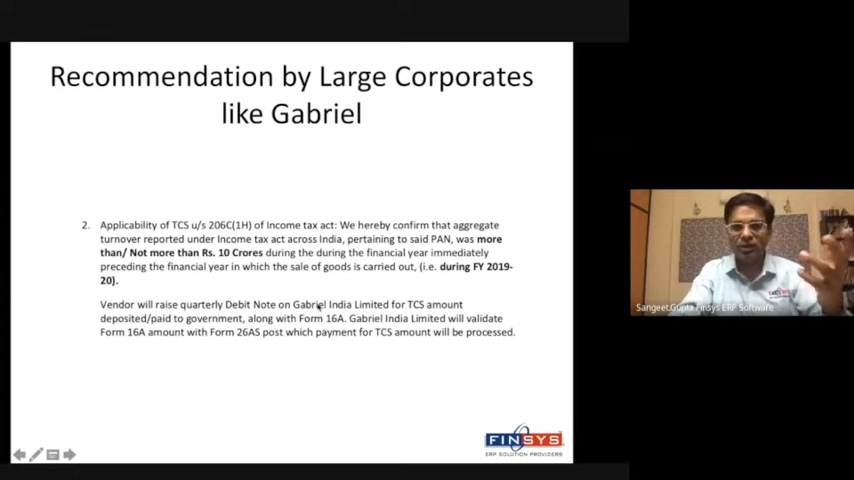 Recommendation by Large Corporates
like Gabriel
2. Applicability of TCS u/s 206C(1H) of Income tax act: We hereby confirm that aggregate
turnover reported under Income tax act across India, pertaining to said PAN, was more
than/ Not more than Rs. 10 Crores during the during the financial year immediately
preceding the financial year in which the sale of goods is carried out, (i.e. during FY 2019-
20).
Vendor will raise quarterly Debit Note on Gabriel India Limited for TCS amount
deposited/paid to government, along with Form 16A. Gabriel India Limited will validate
Form 16A amount with Form 26AS post which payment for TCS amount will be processed.
FINSYS
ERP SOLUTION PROVIDERS
Sangeet.Gupta Finsys ERP Software